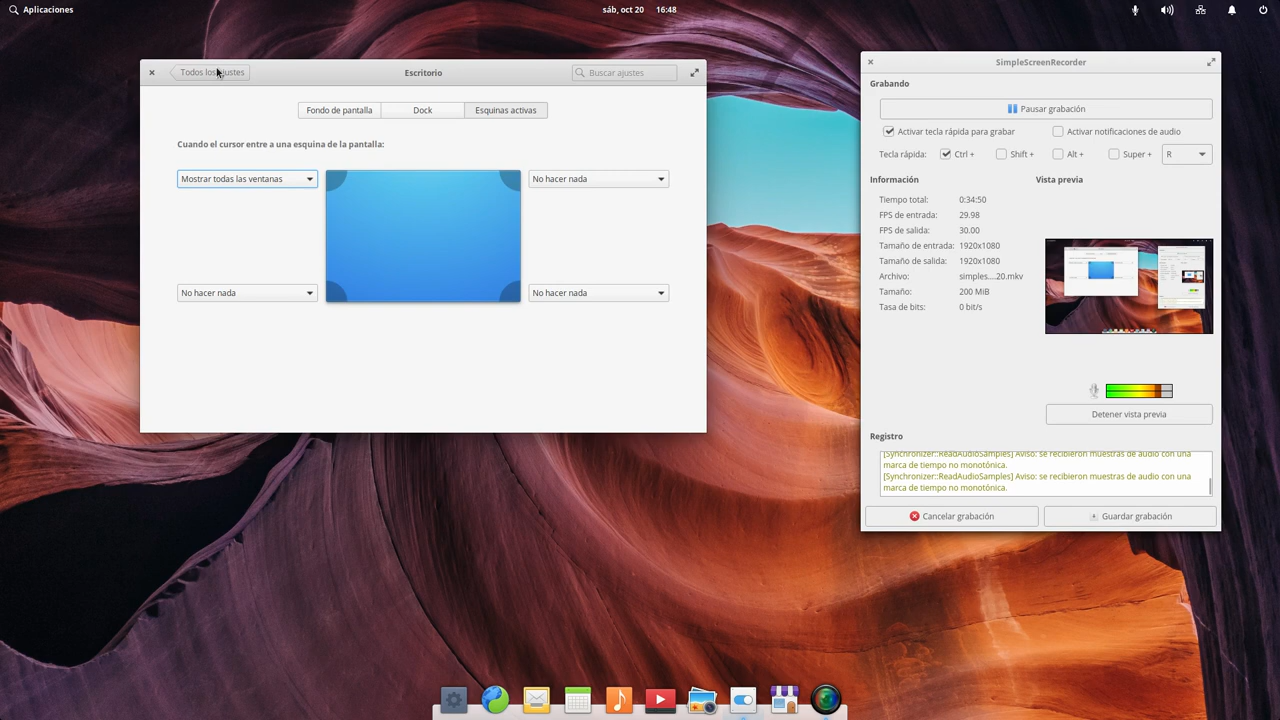 Aplicaciones
sáb, oct 20 16:48
Todos los ajustes
Escritorio
Buscar ajustes
Fondo de pantalla
Dock
Esquinas activas
Cuando el cursor entre a una esquina de la pantalla:
Mostrar todas las ventanas
No hacer nada
No hacer nada
No hacer nada
SimpleScreenRecorder
Grabando
Pausar grabación
Activar tecla rápida para grabar
Activar notificaciones de audio
Tecla rápida:
Ctrl +
Shift +
Alt +
Super +
R
Información
Tiempo total: 0:34:50
FPS de entrada: 29.98
FPS de salida: 30.00
Tamaño de entrada: 1920x1080
Tamaño de salida: 1920x1080
Archivo: simples....20.mkv
Tamaño: 200 MiB
Tasa de bits: 0 bit/s
Vista previa
Detener vista previa
Registro
[Synchronizer::ReadAudioSamples] Aviso: se recibieron muestras de audio con una
marca de tiempo no monotónica.
[Synchronizer::ReadAudioSamples] Aviso: se recibieron muestras de audio con una
marca de tiempo no monotónica.
Cancelar grabación
Guardar grabación